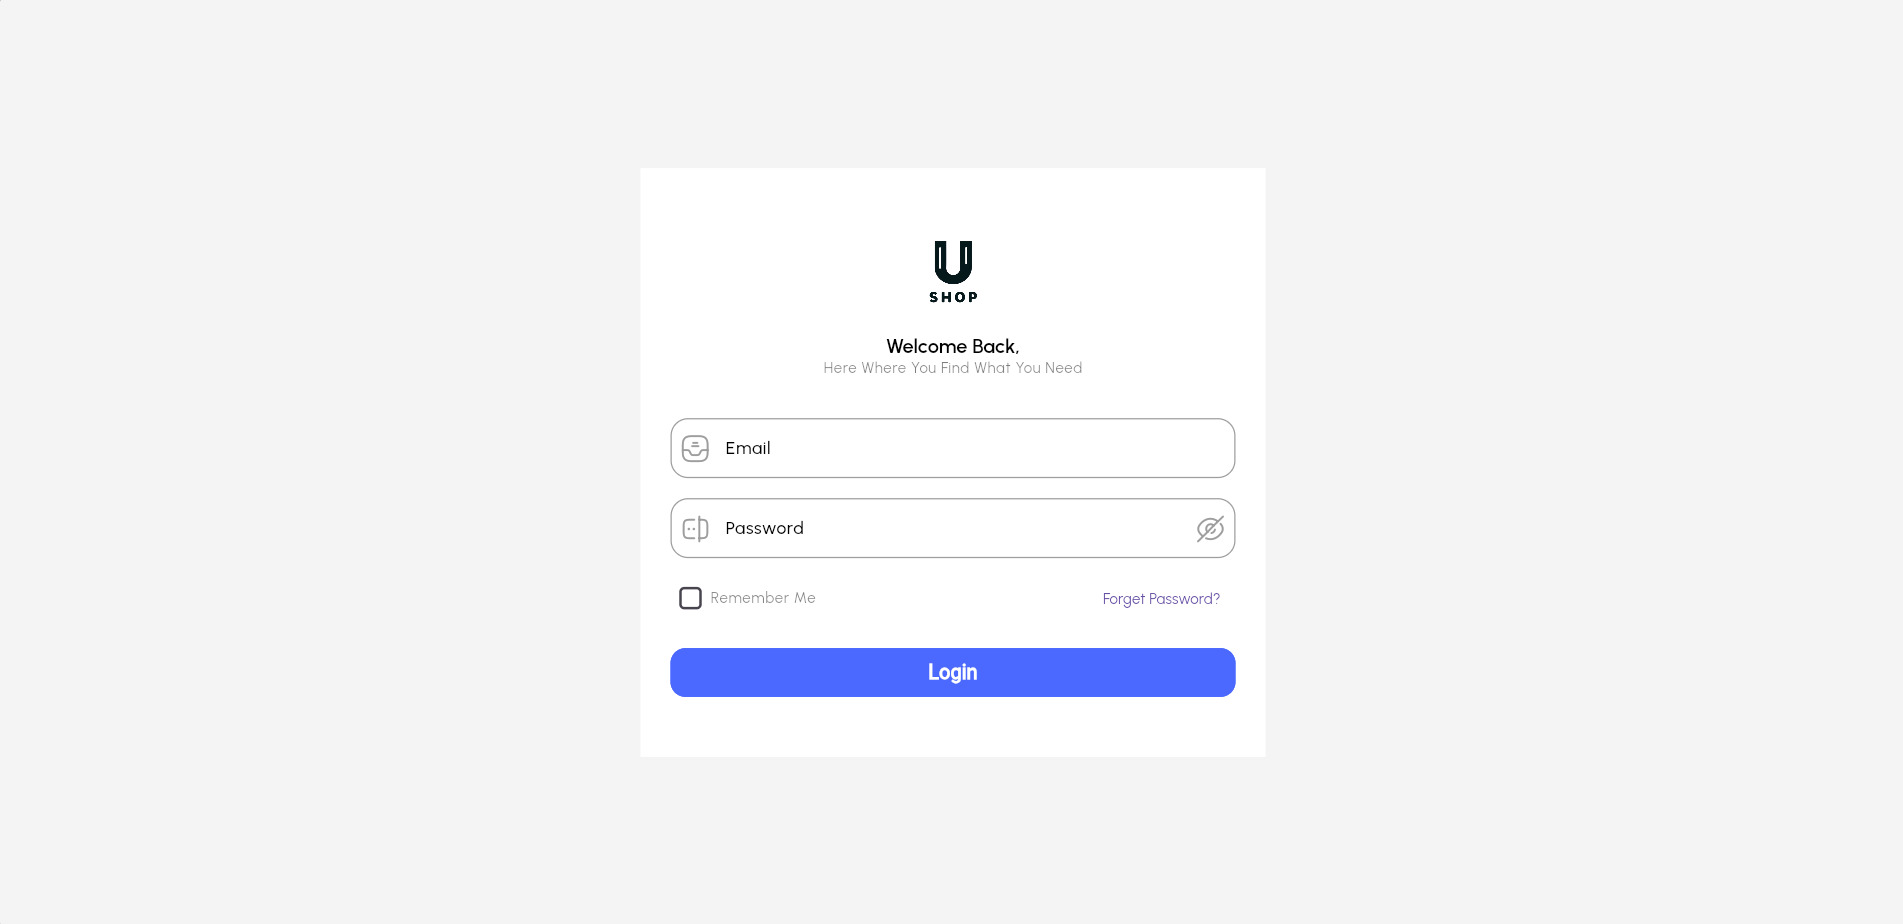 U
SHOP
Welcome Back,
Here Where You Find What You Need
Email
Password
Remember Me
Forget Password?
Login